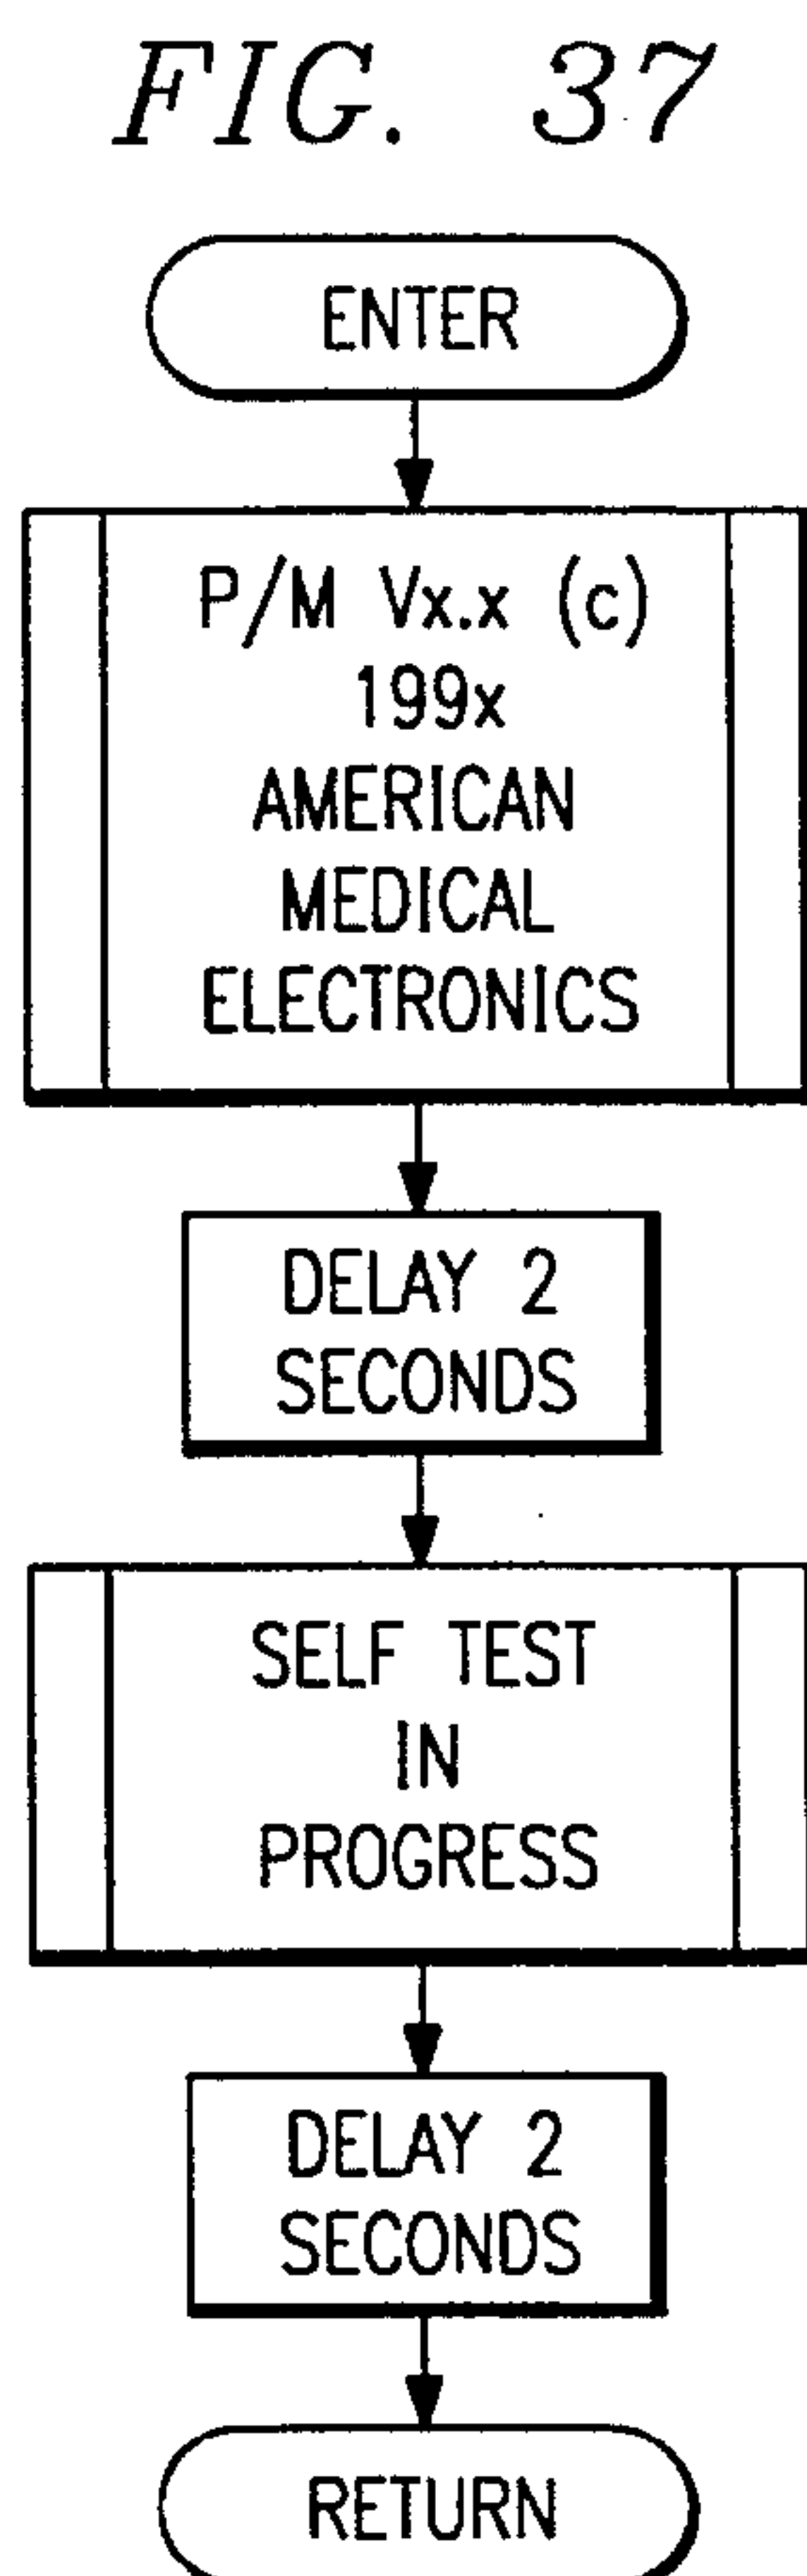 FIG. 37
ENTER
P/M Vx.x (c)
199x
AMERICAN
MEDICAL
ELECTRONICS
DELAY 2
SECONDS
SELF TEST
IN
PROGRESS
DELAY 2
SECONDS
RETURN